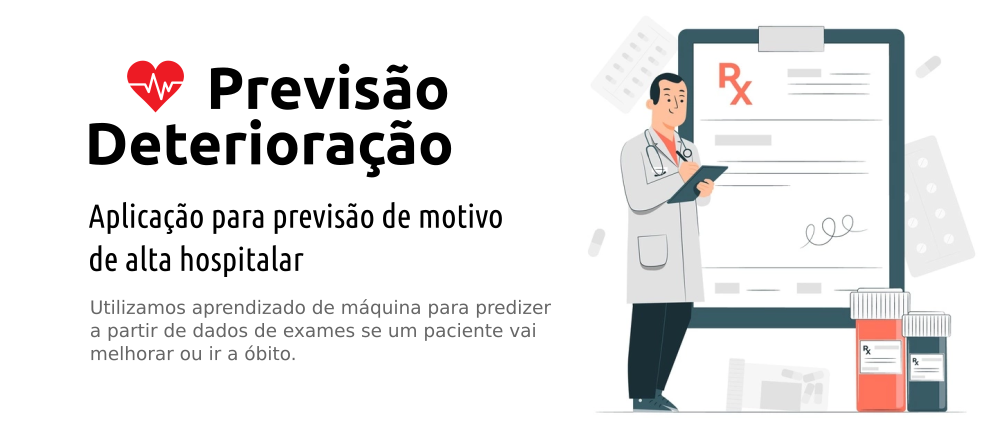 Previsão
Deterioração
Aplicação para previsão de motivo
de alta hospitalar
Utilizamos aprendizado de máquina para predizer
a partir de dados de exames se um paciente vai
melhorar ou ir a óbito.
Rx
Rx
Rx